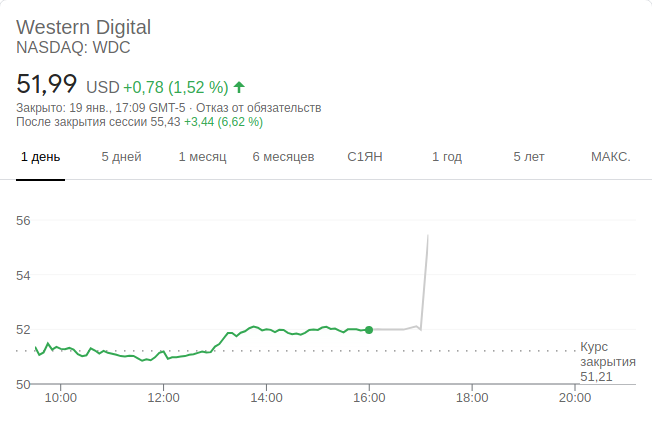 Western Digital
NASDAQ: WDC
51,99 USD +0,78 (1,52 %)
Закрыто: 19 янв., 17:09 GMT-5 · Отказ от обязательств
После закрытия сессии 55,43 +3,44 (6,62 %)
1 день 5 дней 1 месяц 6 месяцев С1ЯН 1 год 5 лет МАКС.
56
54
52
50
Курс
закрытия
51,21
10:00 12:00 14:00 16:00 18:00 20:00